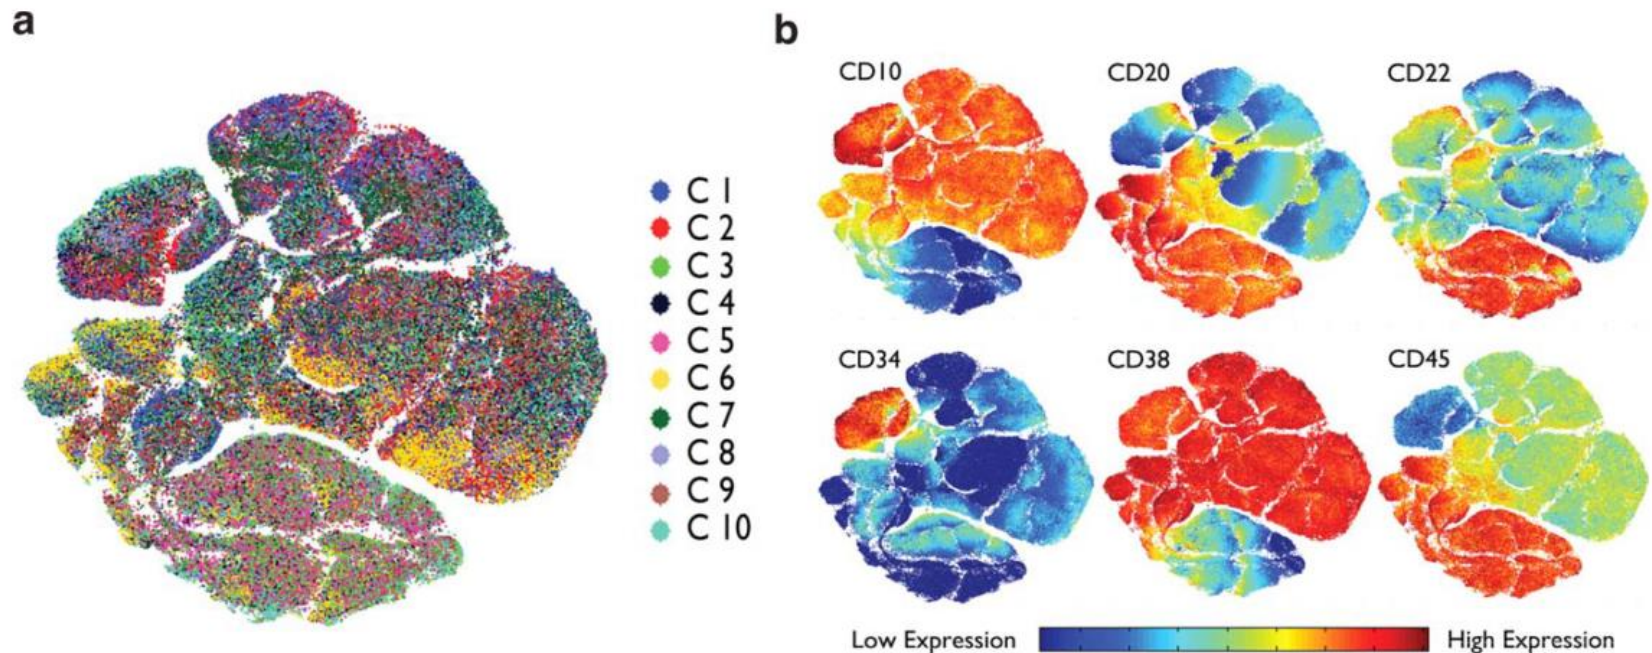 a
b
C 1
C 2
C 3
C 4
C 5
C 6
C 7
C 8
C 9
C 10
CD10
CD20
CD22
CD34
CD38
CD45
Low Expression
High Expression